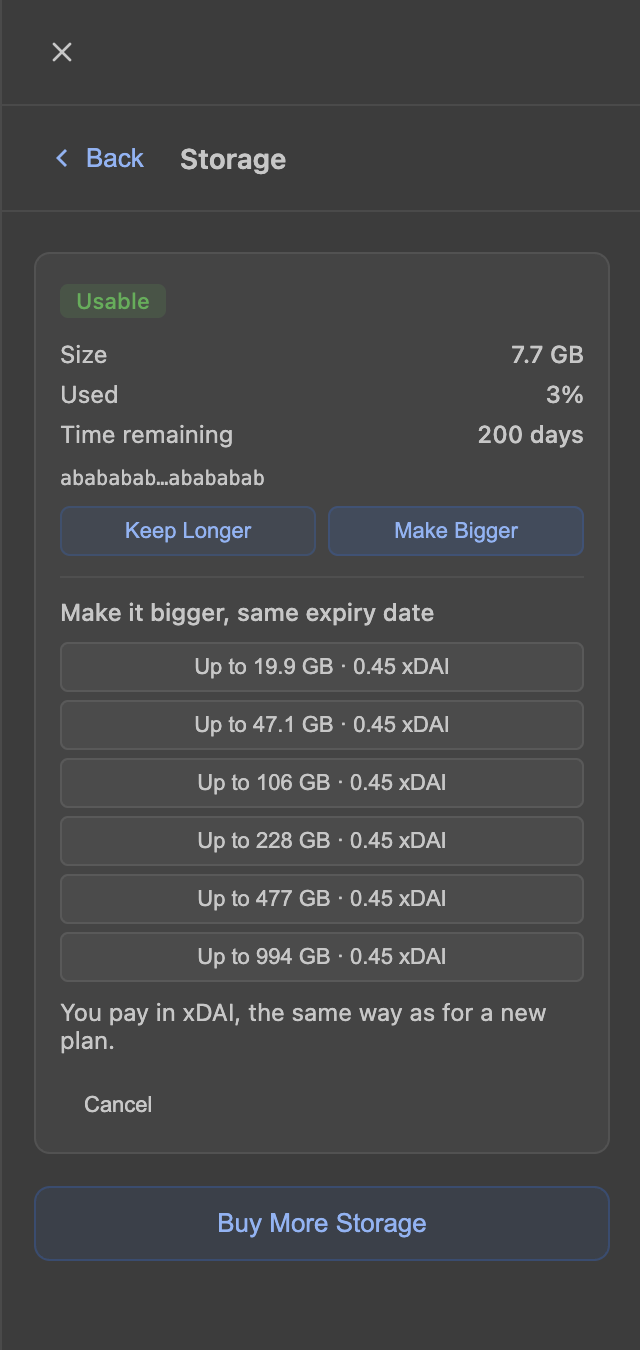 Back Storage
Usable
Size 7.7 GB
Used 3%
Time remaining 200 days
abababab…abababab
Keep Longer Make Bigger
Make it bigger, same expiry date
Up to 19.9 GB · 0.45 xDAI
Up to 47.1 GB · 0.45 xDAI
Up to 106 GB · 0.45 xDAI
Up to 228 GB · 0.45 xDAI
Up to 477 GB · 0.45 xDAI
Up to 994 GB · 0.45 xDAI
You pay in xDAI, the same way as for a new
plan.
Cancel
Buy More Storage